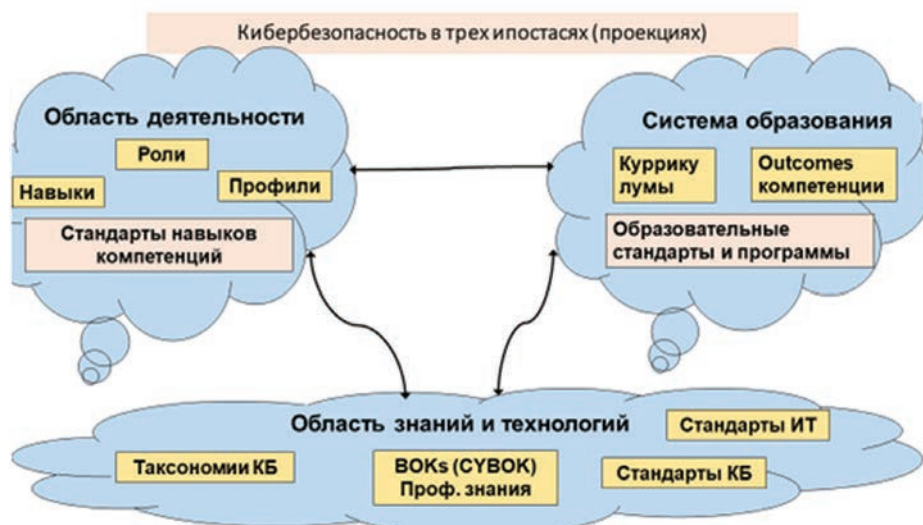 Кибербезопасность в трех ипостасях (проекциях)
Область деятельности
Роли
Навыки
Профили
Стандарты навыков
компетенций
Система образования
Куррику
лумы
Outcomes
компетенции
Образовательные
стандарты и программы
Область знаний и технологий
Стандарты ИТ
Таксономии КБ
BOKs (CYBOK)
Проф. знания
Стандарты КБ